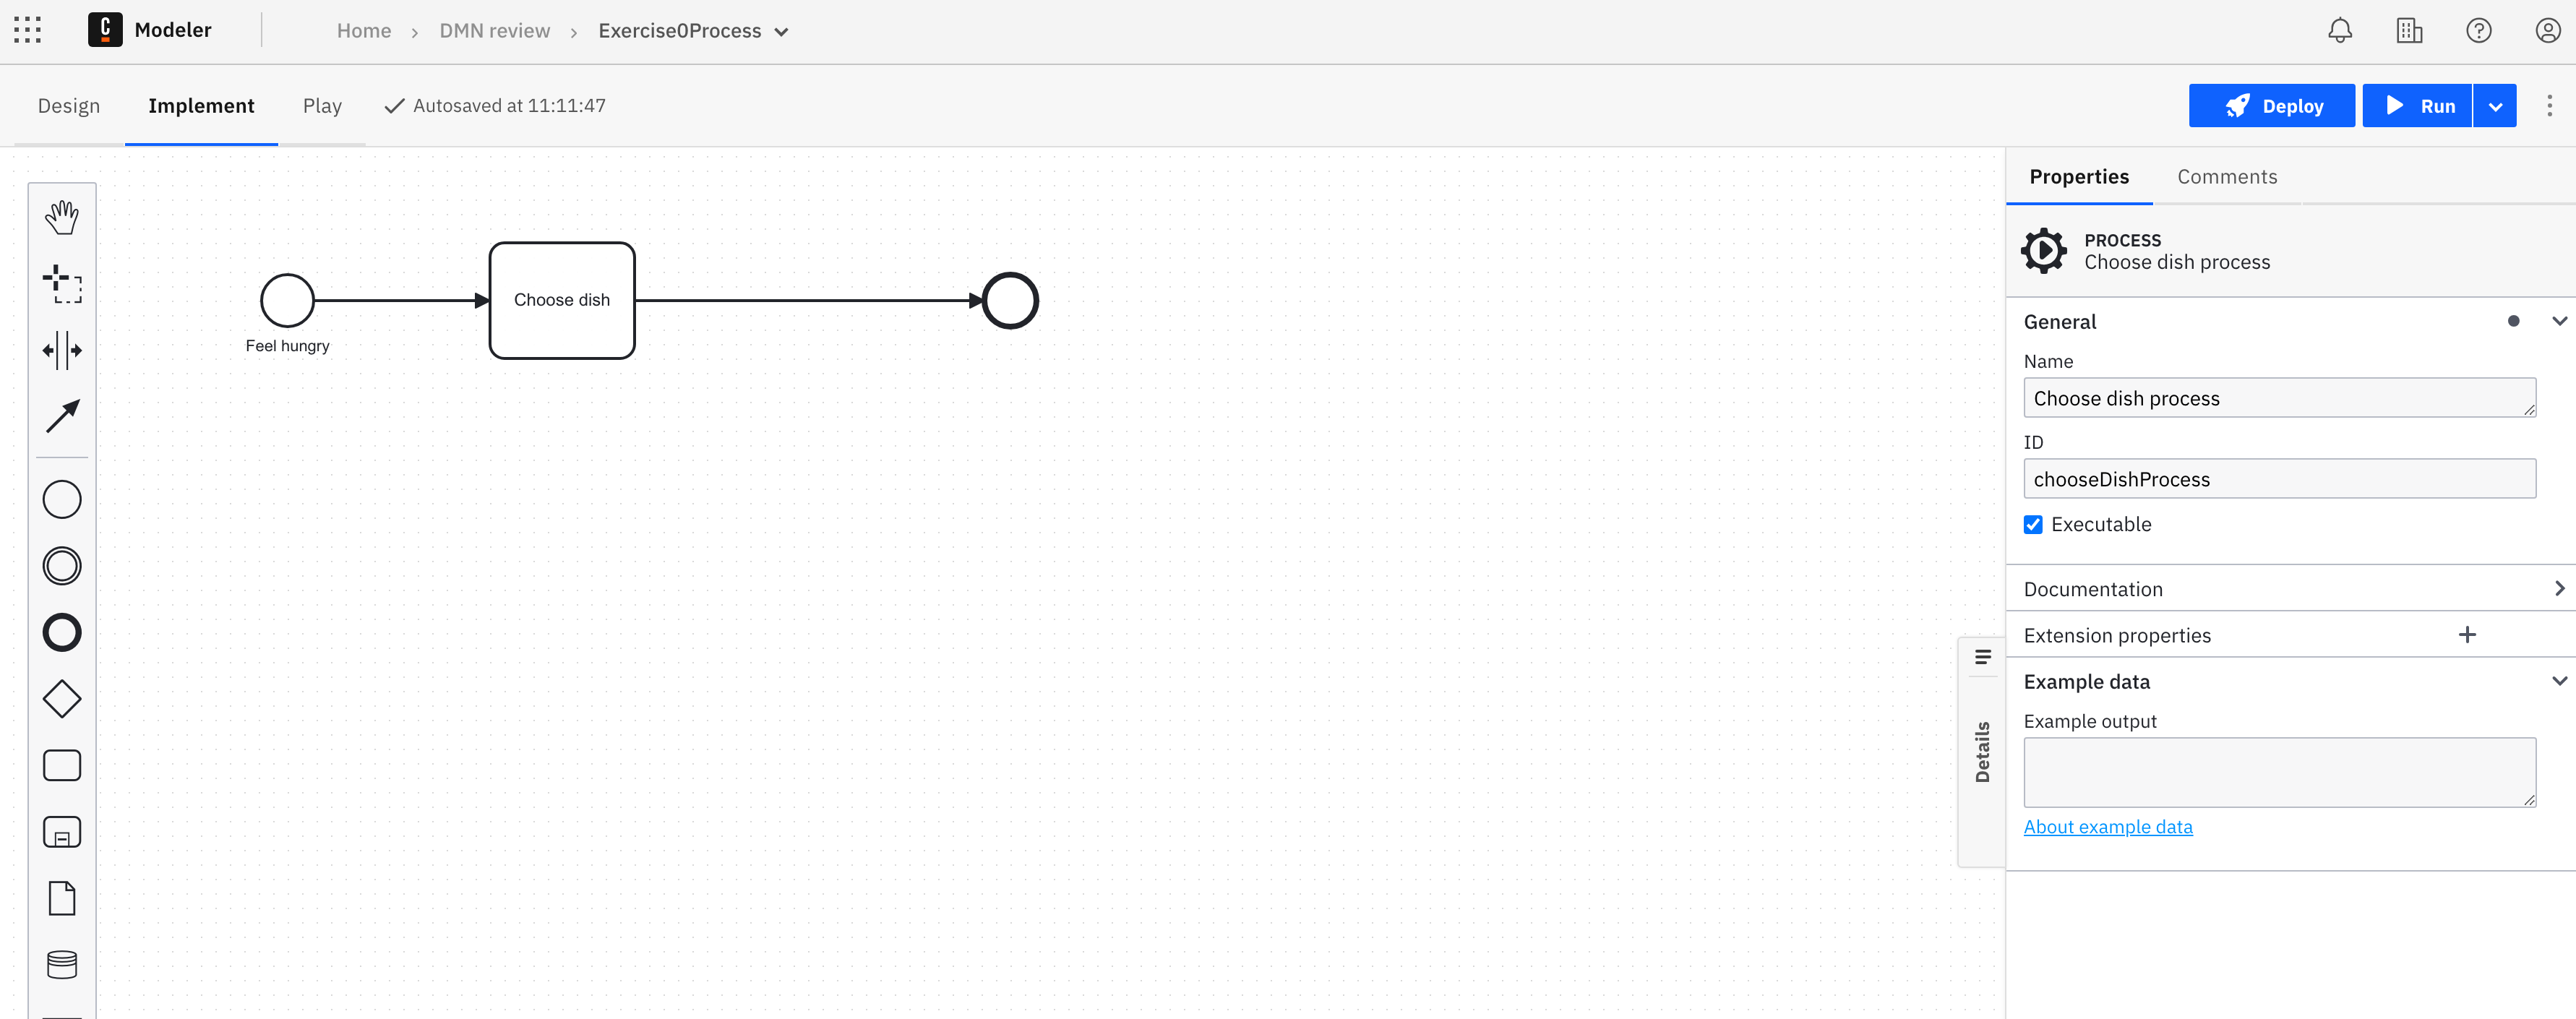 Modeler
Home › DMN review › Exercise0Process
Design Implement Play Autosaved at 11:11:47
Deploy Run
Feel hungry
Choose dish
Details
Properties Comments
PROCESS
Choose dish process
General
Name
Choose dish process
ID
chooseDishProcess
Executable
Documentation
Extension properties
Example data
Example output
About example data